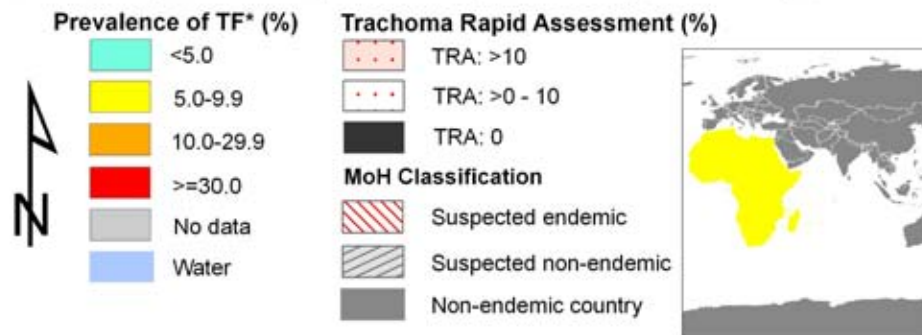 Prevalence of TF* (%)
<5.0
5.0-9.9
10.0-29.9
>=30.0
No data
Water
N
Trachoma Rapid Assessment (%)
TRA: >10
TRA: >0 - 10
TRA: 0
MoH Classification
Suspected endemic
Suspected non-endemic
Non-endemic country